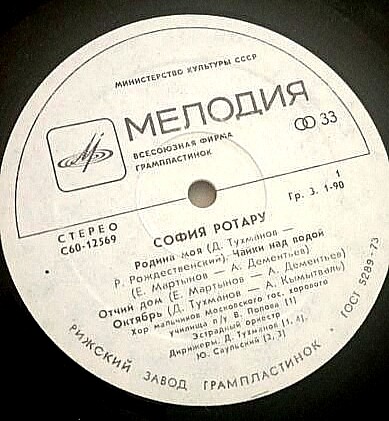 МИНИСТЕРСТВО КУЛЬТУРЫ СССР
МЕЛОДИЯ
ВСЕСОЮЗНАЯ ФИРМА
ГРАМПЛАСТИНОК
33
СТЕРЕО
С60-12569
1
Гр. 3. 1-90
СОФИЯ РОТАРУ
Родина моя (Д. Тухманов —
Р. Рождественский). Чайки над водой
(Е. Мартынов — А. Дементьев)
Отчий дом (Е. Мартынов — А. Дементьев)
Октябрь (Д. Тухманов — А. Кымытваль)
Хор мальчиков Московского гос. хорового
училища п/у В. Попова [1]
Эстрадный оркестр
Дирижеры: Д. Тухманов [1, 4],
Ю. Саульский [2, 3]
РИЖСКИЙ ЗАВОД ГРАМПЛАСТИНОК • ГОСТ 5289-73